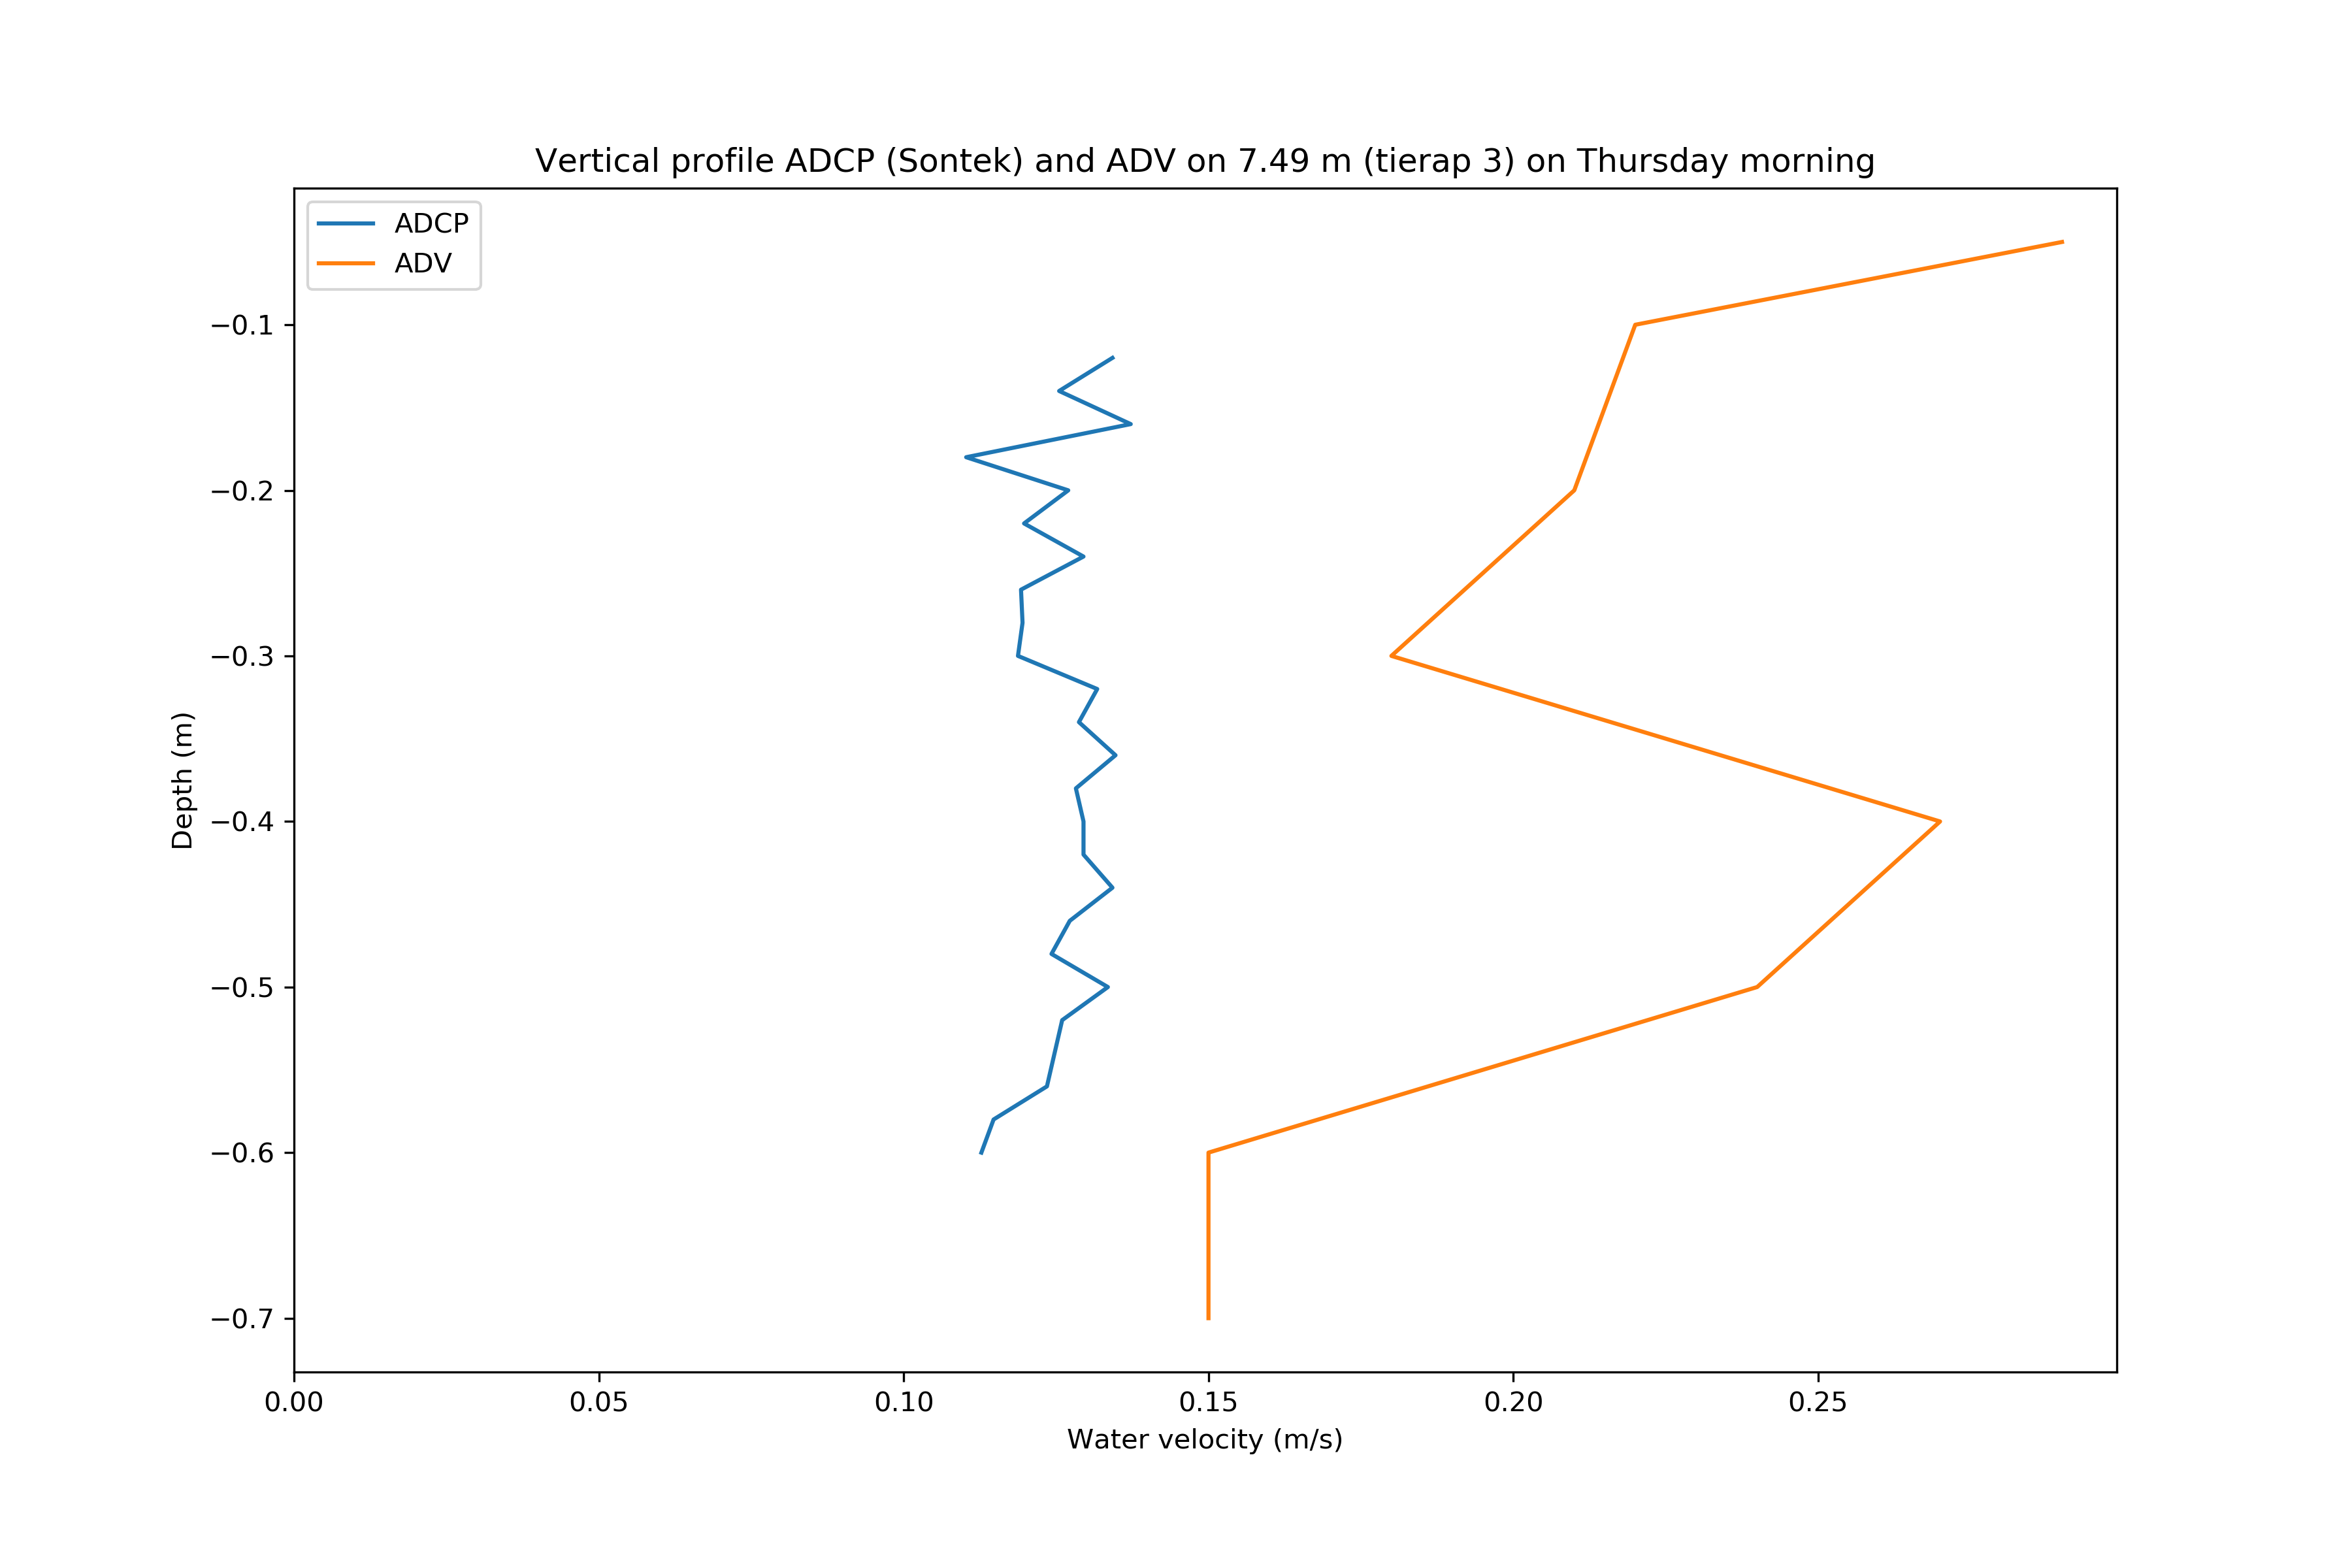 Vertical profile ADCP (Sontek) and ADV on 7.49 m (tierap 3) on Thursday morning
ADCP
ADV
Depth (m)
−0.1
−0.2
−0.3
−0.4
−0.5
−0.6
−0.7
0.00 0.05 0.10 0.15 0.20 0.25
Water velocity (m/s)